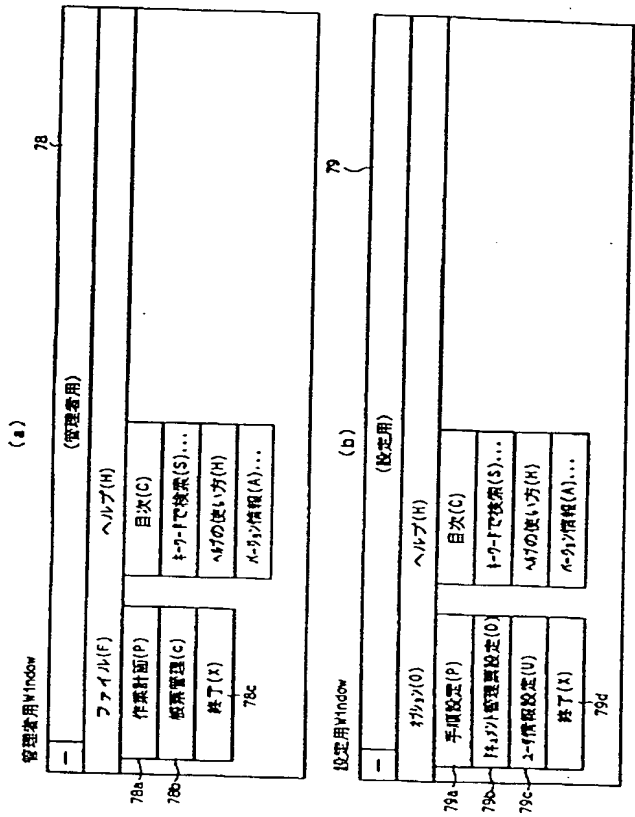 (a)
管理者用Window
78
−
(管理者用)
ファイル(F)
ヘルプ(H)
78a
作業計画(P)
78b
帳票管理(c)
終了(X)
78c
目次(C)
キーワードで検索(S)...
ヘルプの使い方(H)
バージョン情報(A)...
(b)
設定用Window
79
−
(設定用)
オプション(O)
ヘルプ(H)
79a
手順設定(P)
79b
ドキュメント管理票設定(D)
79c
ユーザ情報設定(U)
終了(X)
79d
目次(C)
キーワードで検索(S)...
ヘルプの使い方(H)
バージョン情報(A)...